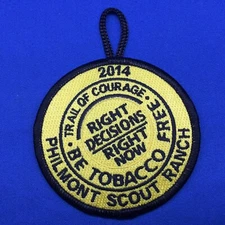 2014
TRAIL OF COURAGE
RIGHT
DECISIONS
RIGHT
NOW
• BE TOBACCO FREE •
PHILMONT SCOUT RANCH